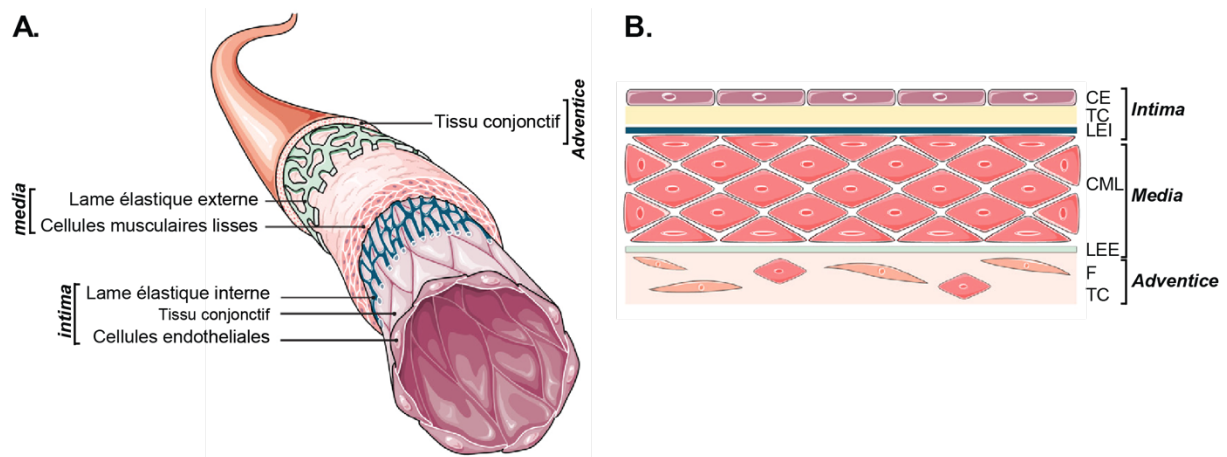 A.
Tissu conjonctif
Adventice
Lame élastique externe
Cellules musculaires lisses
media
Lame élastique interne
Tissu conjonctif
Cellules endotheliales
intima
B.
CE
TC
LEI
Intima
CML
Media
LEE
F
TC
Adventice